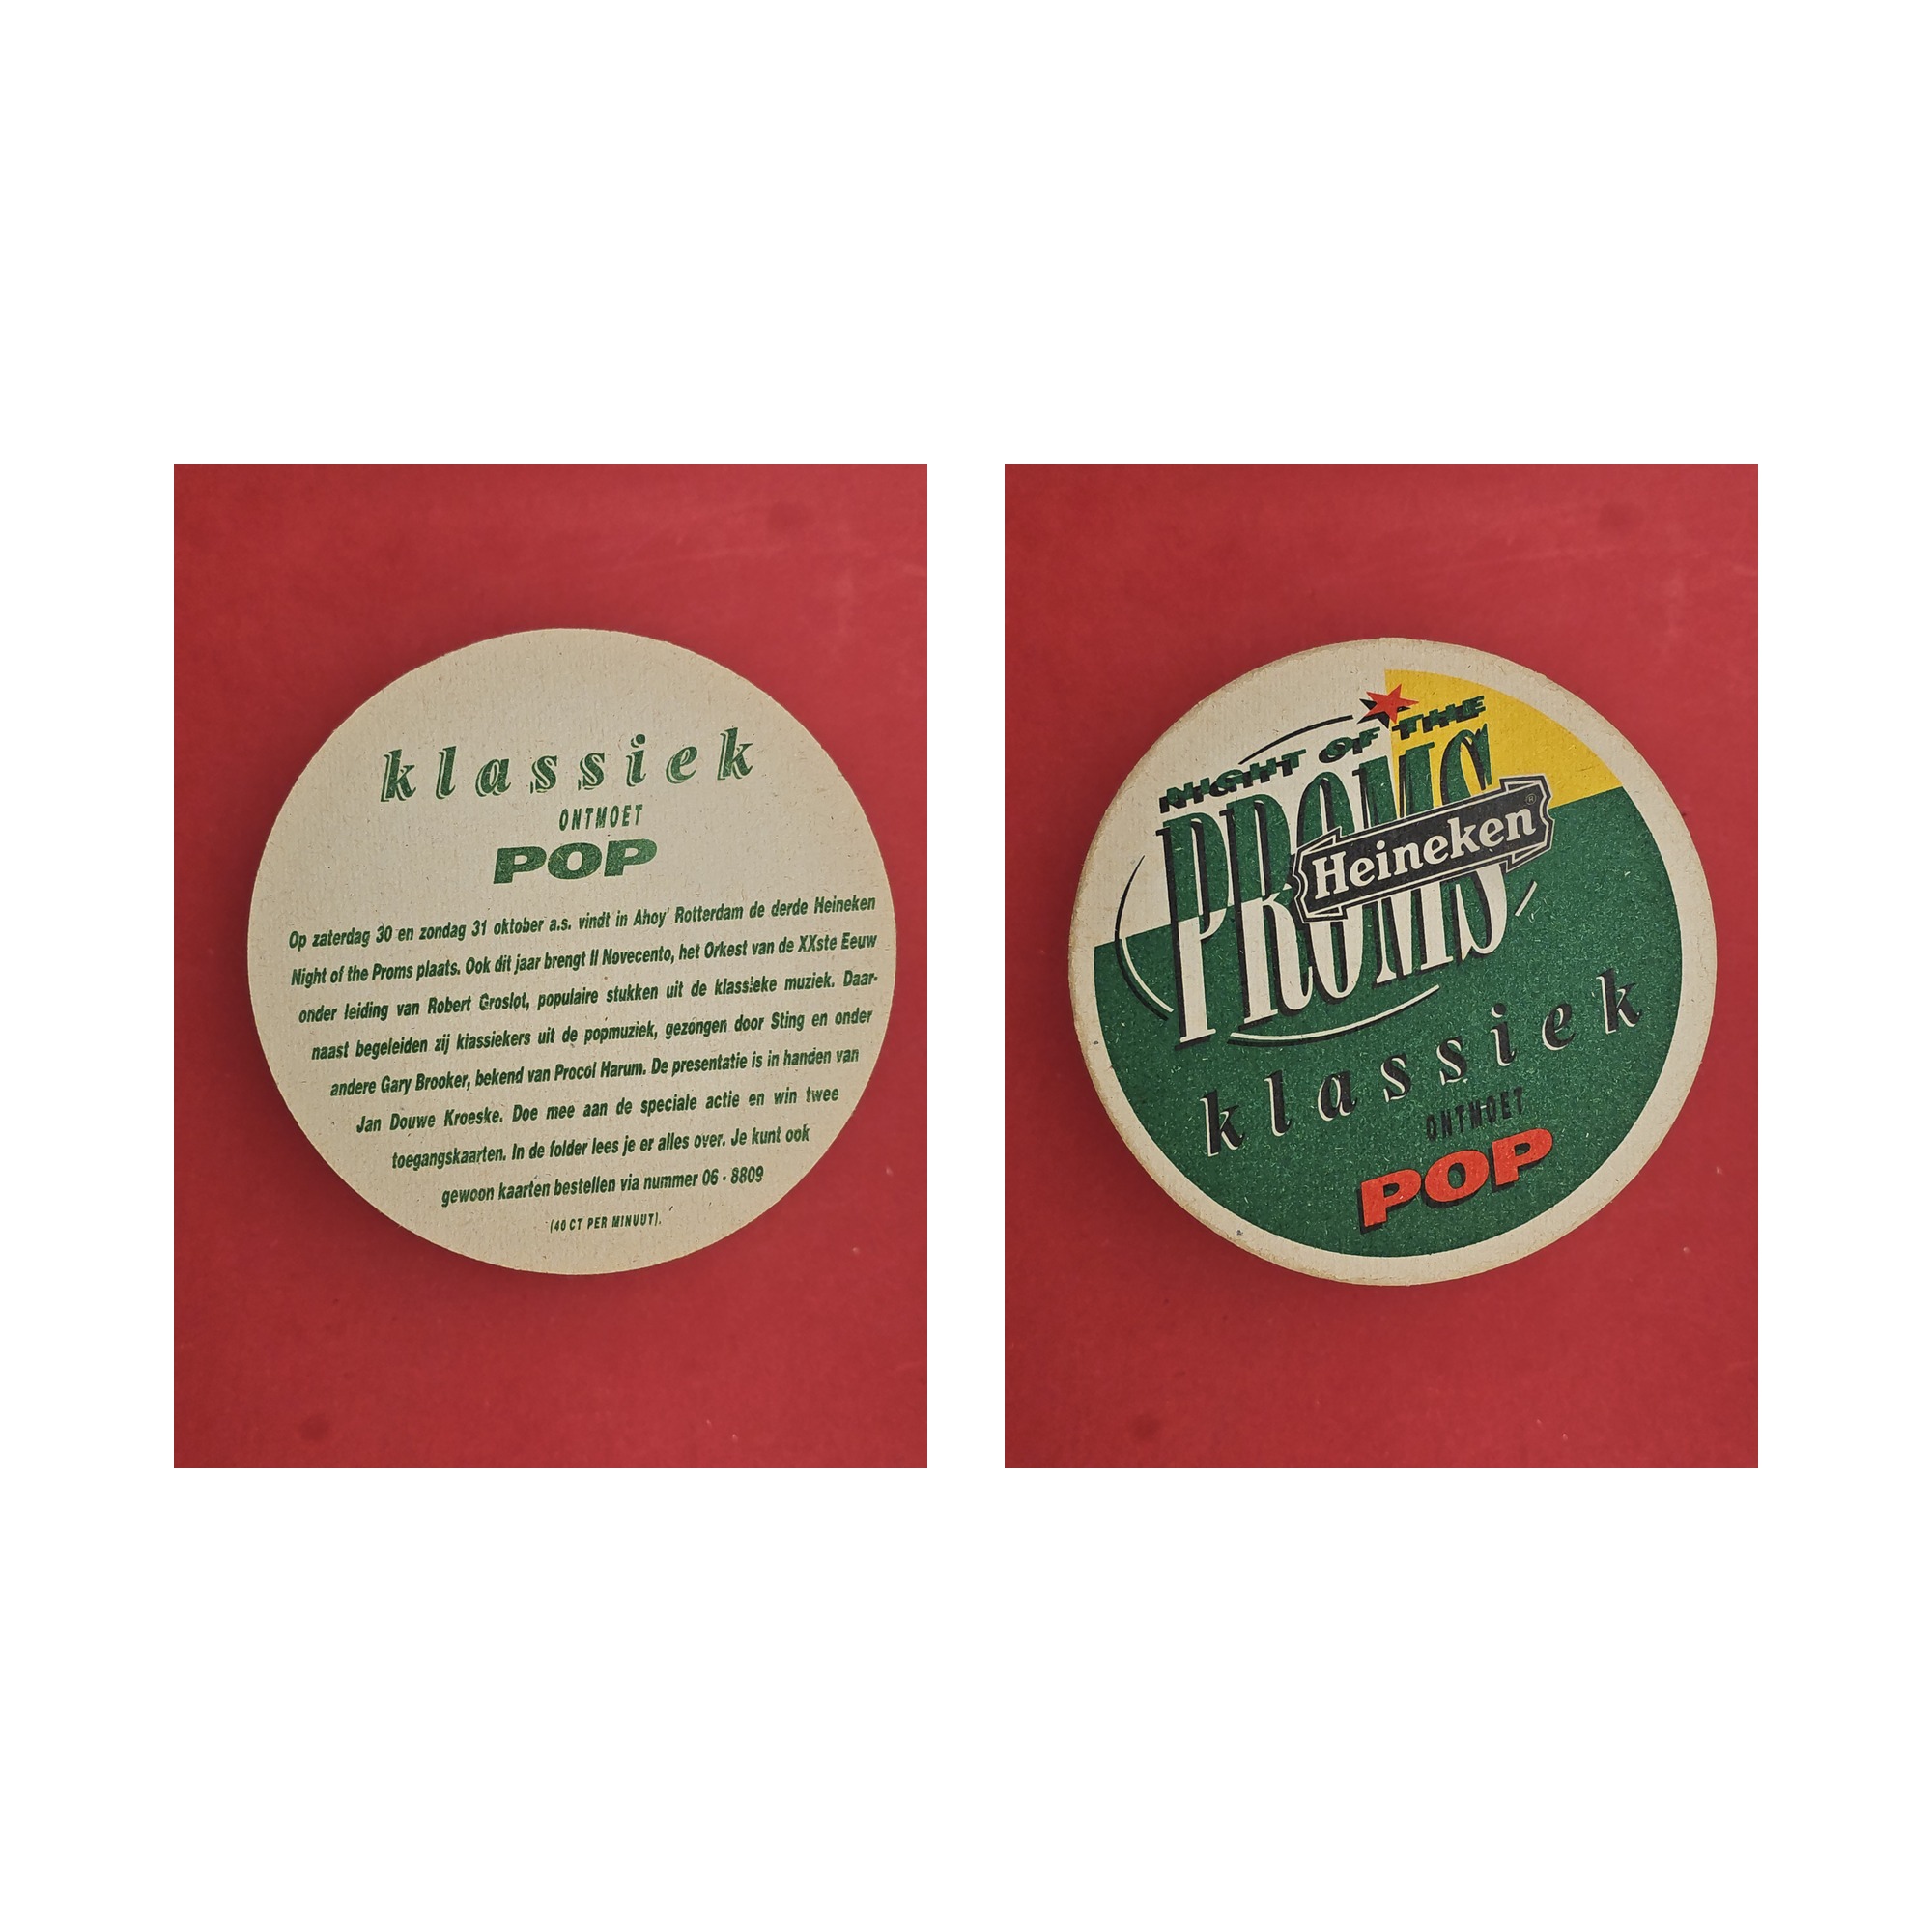 klassiek
ONTMOET
POP
Op zaterdag 30 en zondag 31 oktober a.s. vindt in Ahoy' Rotterdam de derde Heineken
Night of the Proms plaats. Ook dit jaar brengt Il Novecento, het Orkest van de XXste Eeuw
onder leiding van Robert Groslot, populaire stukken uit de klassieke muziek. Daar-
naast begeleiden zij klassiekers uit de popmuziek, gezongen door Sting en onder
andere Gary Brooker, bekend van Procol Harum. De presentatie is in handen van
Jan Douwe Kroeske. Doe mee aan de speciale actie en win twee
toegangskaarten. In de folder lees je er alles over. Je kunt ook
gewoon kaarten bestellen via nummer 06 - 8809
(40 CT PER MINUUT).
NIGHT OF THE
PROMS
Heineken®
klassiek
ONTMOET
POP